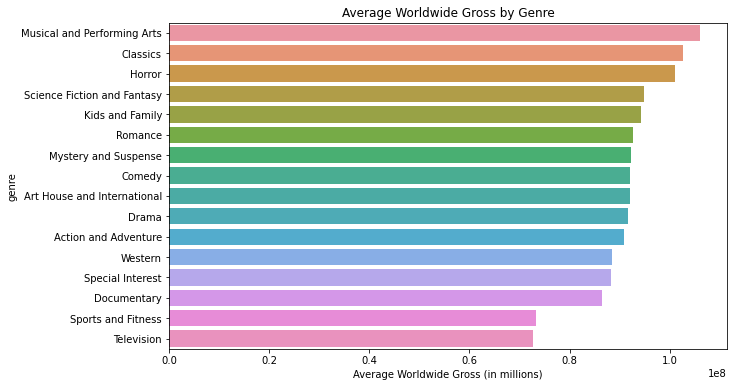 Average Worldwide Gross by Genre
genre
Musical and Performing Arts
Classics
Horror
Science Fiction and Fantasy
Kids and Family
Romance
Mystery and Suspense
Comedy
Art House and International
Drama
Action and Adventure
Western
Special Interest
Documentary
Sports and Fitness
Television
0.0 0.2 0.4 0.6 0.8 1.0
1e8
Average Worldwide Gross (in millions)